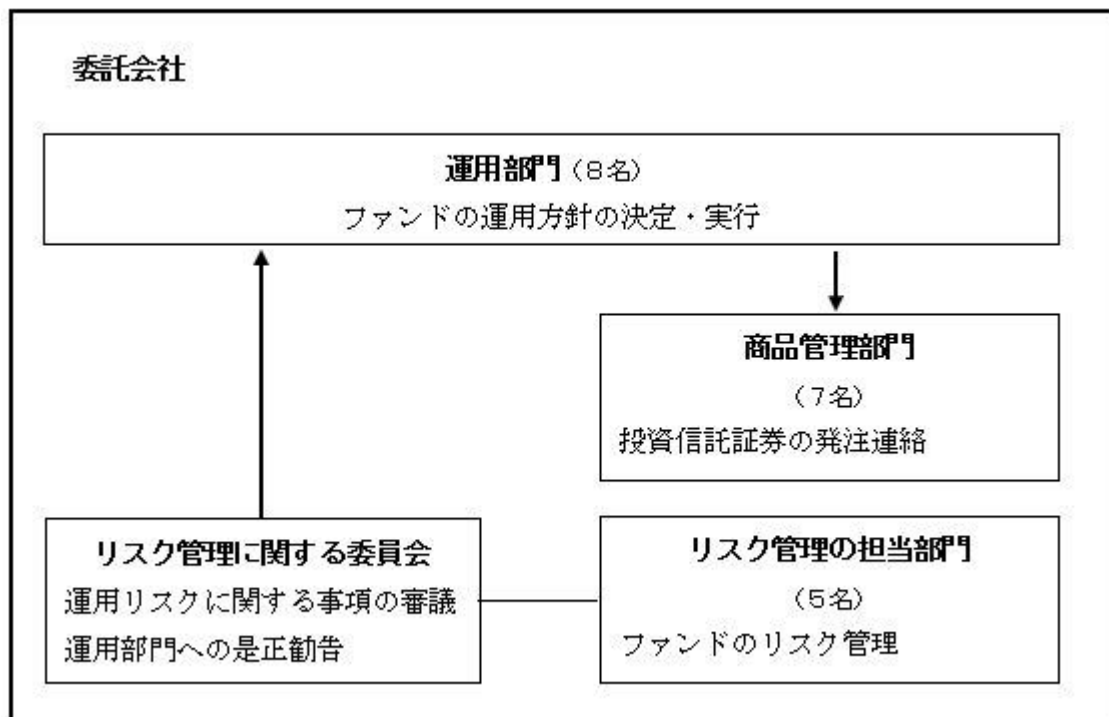 委託会社
運用部門（８名）
ファンドの運用方針の決定・実行
商品管理部門
（７名）
投資信託証券の発注連絡
リスク管理に関する委員会
運用リスクに関する事項の審議
運用部門への是正勧告
リスク管理の担当部門
（５名）
ファンドのリスク管理